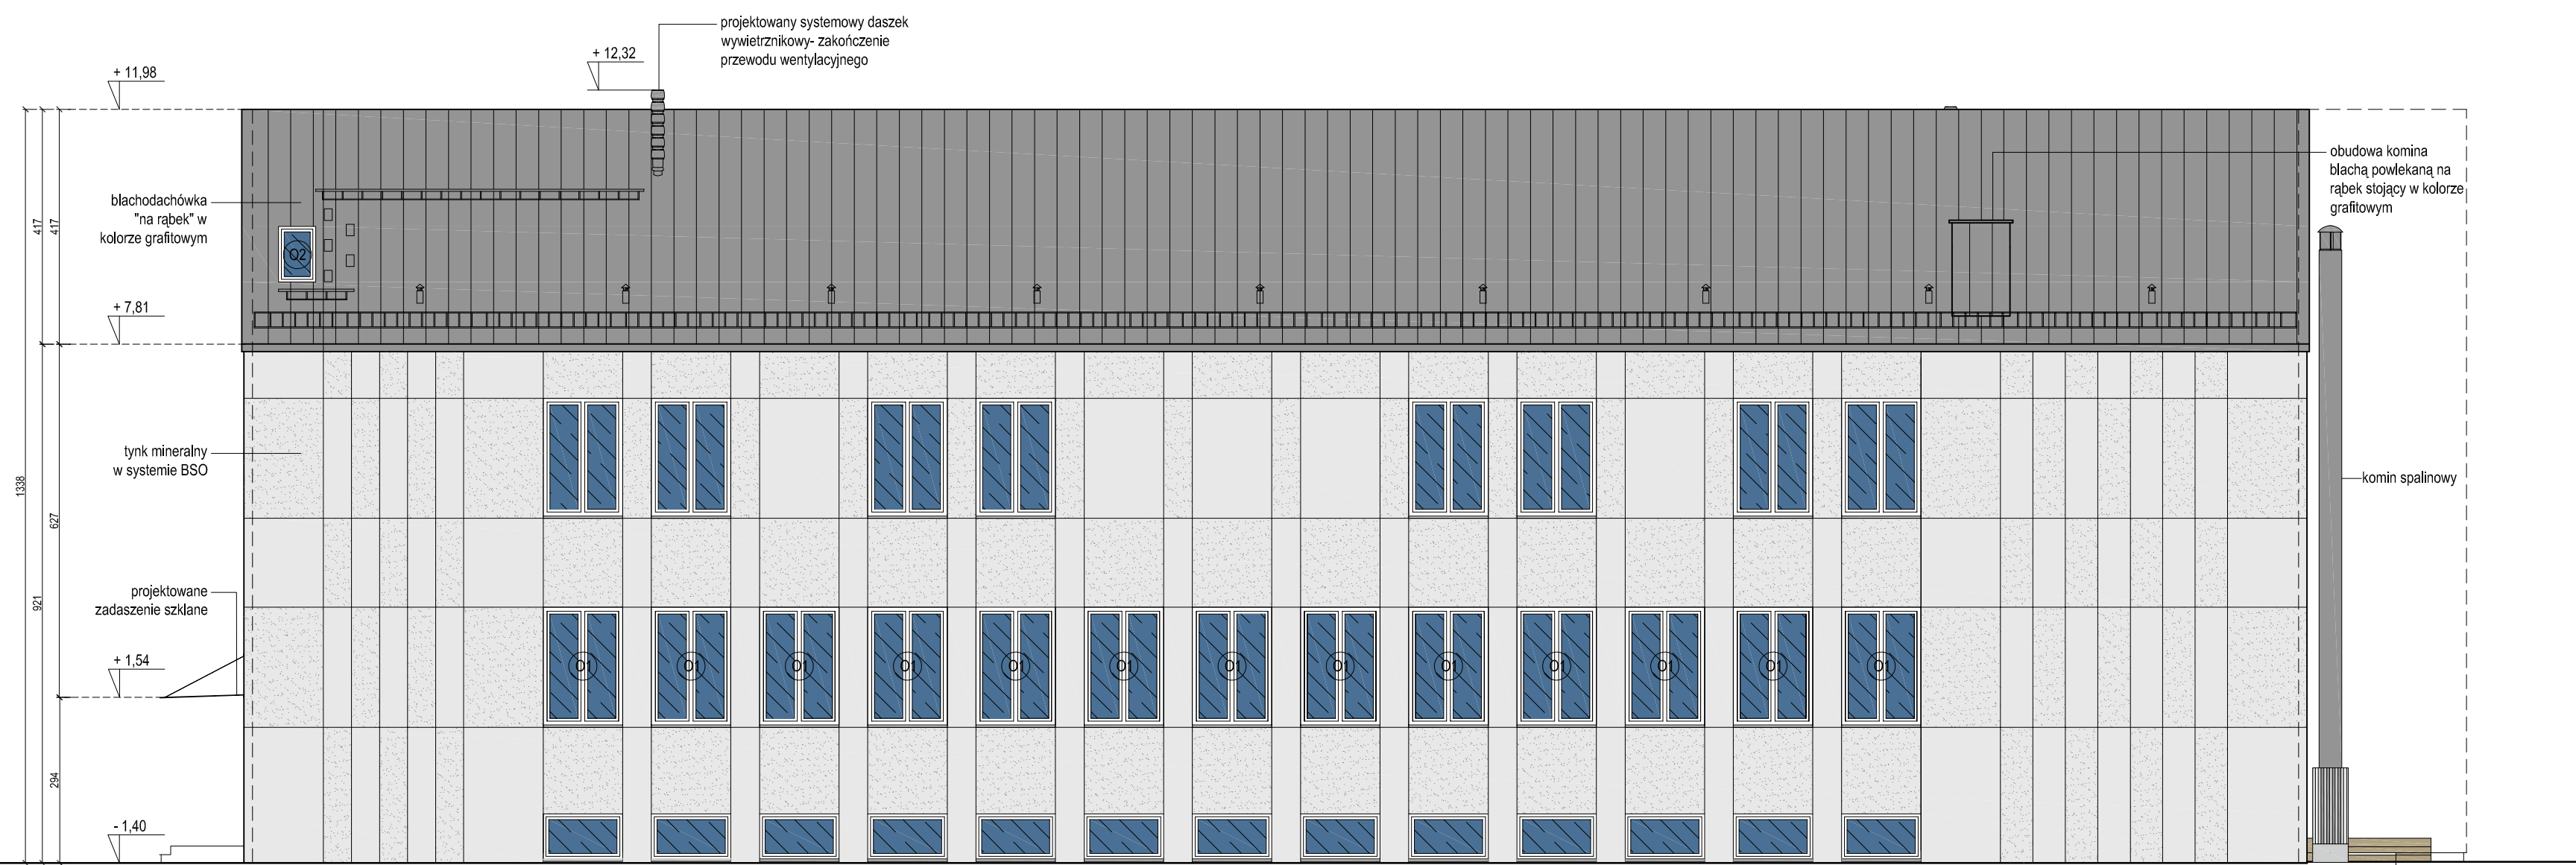 projektowany systemowy daszek
wywietrznikowy- zakończenie
przewodu wentylacyjnego
+ 12,32
+ 11,98
obudowa komina
blachą powlekaną na
rąbek stojący w kolorze
grafitowym
blachodachówka
"na rąbek" w
kolorze grafitowym
417
417
O2
+ 7,81
tynk mineralny
w systemie BSO
komin spalinowy
1338
627
921
projektowane
zadaszenie szklane
+ 1,54
O1 O1 O1 O1 O1 O1 O1 O1 O1 O1 O1 O1 O1
294
- 1,40